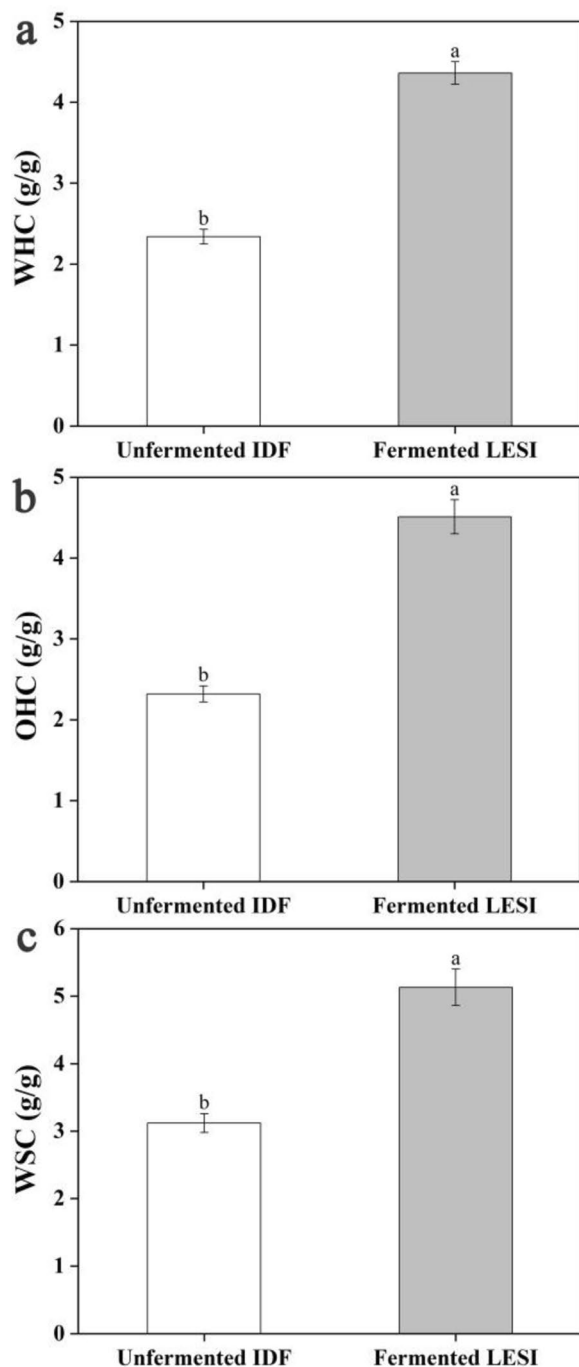 a
5
4
3
2
1
0
WHC (g/g)
b
a
Unfermented IDF Fermented LESI
b
5
4
3
2
1
0
OHC (g/g)
b
a
Unfermented IDF Fermented LESI
c
6
5
4
3
2
1
0
WSC (g/g)
b
a
Unfermented IDF Fermented LESI